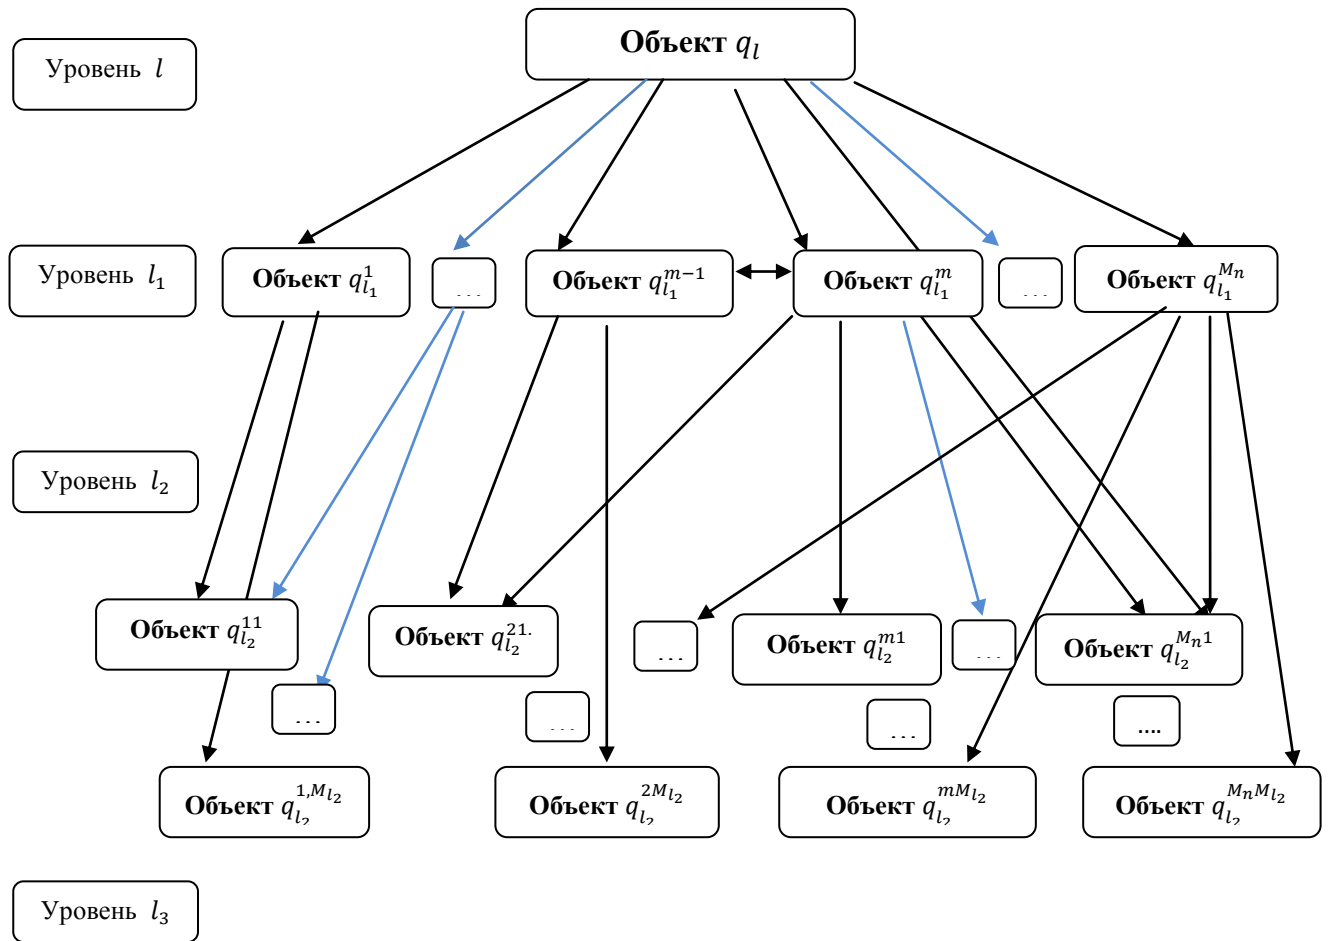 Объект q_l
Уровень l
Уровень l_1
Объект q_{l_1}^1
...
Объект q_{l_1}^{m−1}
Объект q_{l_1}^m
...
Объект q_{l_1}^{M_n}
Уровень l_2
Объект q_{l_2}^{11}
Объект q_{l_2}^{21.}
...
Объект q_{l_2}^{m1}
...
Объект q_{l_2}^{M_n1}
...
...
...
....
Объект q_{l_2}^{1,M_{l_2}}
Объект q_{l_2}^{2M_{l_2}}
Объект q_{l_2}^{mM_{l_2}}
Объект q_{l_2}^{M_nM_{l_2}}
Уровень l_3